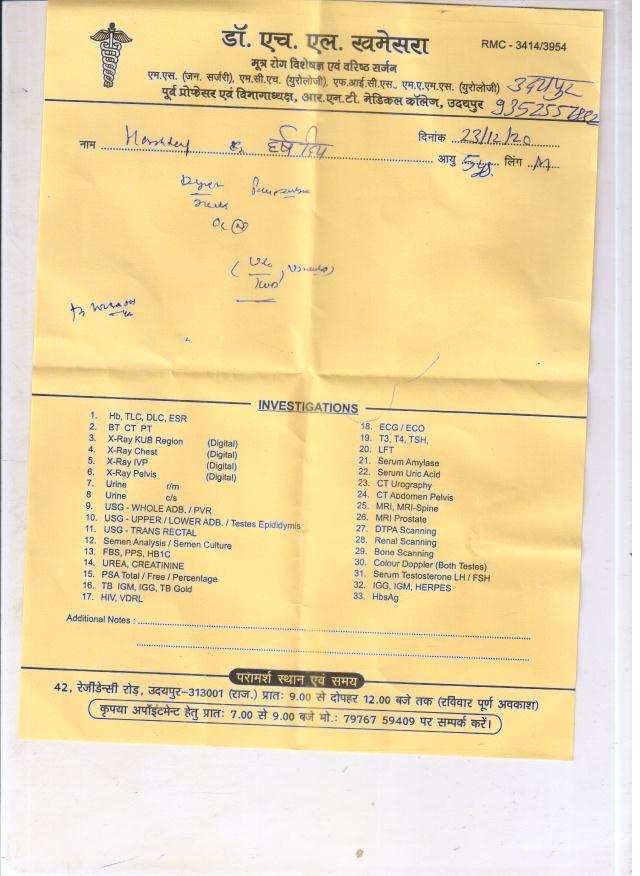 डॉ. एच. एल. खमेसरा
RMC - 3414/3954
मूत्र रोग विशेषज्ञ एवं वरिष्ठ सर्जन
एम.एस. (जन. सर्जरी), एम.सी.एच. (युरोलोजी), एफ.आई.सी.एस., एम.ए.एम.एस. (युरोलोजी) उदयपुर
पूर्व प्रोफेसर एवं विभागाध्यक्ष, आर.एन.टी. मेडिकल कॉलेज, उदयपुर
दिनांक 23/12/20
नाम
आयु लिंग M
INVESTIGATIONS
1. Hb, TLC, DLC, ESR
2. BT CT PT
3. X-Ray KUB Region (Digital)
4. X-Ray Chest (Digital)
5. X-Ray IVP (Digital)
6. X-Ray Pelvis (Digital)
7. Urine r/m
8 Urine c/s
9. USG - WHOLE ADB. / PVR
10. USG - UPPER / LOWER ADB. / Testes Epididymis
11. USG - TRANS RECTAL
12. Semen Analysis / Semen Culture
13. FBS, PPS, HB1C
14. UREA, CREATININE
15. PSA Total / Free / Percentage
16. TB IGM, IGG, TB Gold
17. HIV, VDRL
18. ECG / ECO
19. T3, T4, TSH,
20. LFT
21. Serum Amylase
22. Serum Uric Acid
23. CT Urography
24. CT Abdomen Pelvis
25. MRI, MRI-Spine
26. MRI Prostate
27. DTPA Scanning
28. Renal Scanning
29. Bone Scanning
30. Colour Doppler (Both Testes)
31. Serum Testosterone LH / FSH
32. IGG, IGM, HERPES
33. HbsAg
Additional Notes :
परामर्श स्थान एवं समय
42, रेजीडेन्सी रोड़, उदयपुर-313001 (राज.) प्रातः 9.00 से दोपहर 12.00 बजे तक (रविवार पूर्ण अवकाश)
कृपया अपॉइंटमेन्ट हेतु प्रातः 7.00 से 9.00 बजे मो.: 79767 59409 पर सम्पर्क करें।